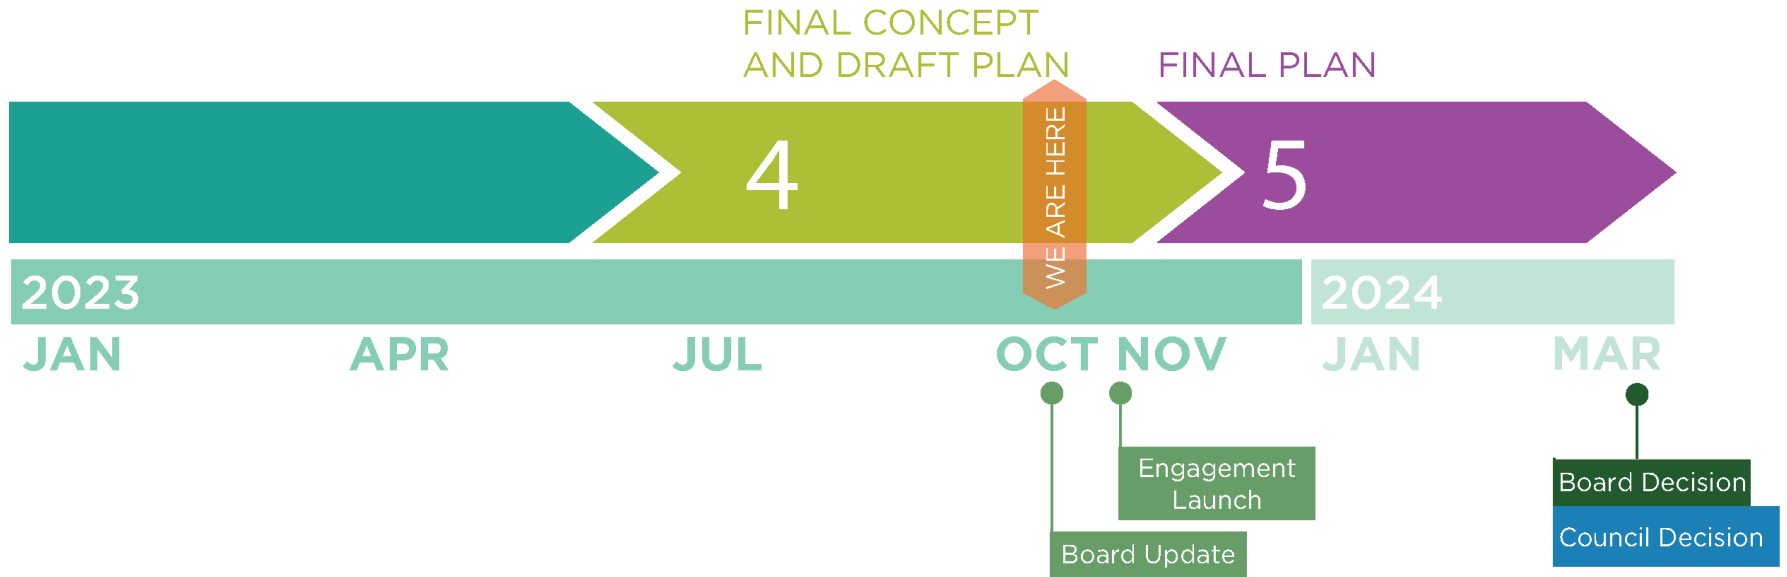 FINAL CONCEPT
AND DRAFT PLAN
FINAL PLAN
4
WE ARE HERE
5
2023
2024
JAN
APR
JUL
OCT
NOV
JAN
MAR
Engagement
Launch
Board Update
Board Decision
Council Decision